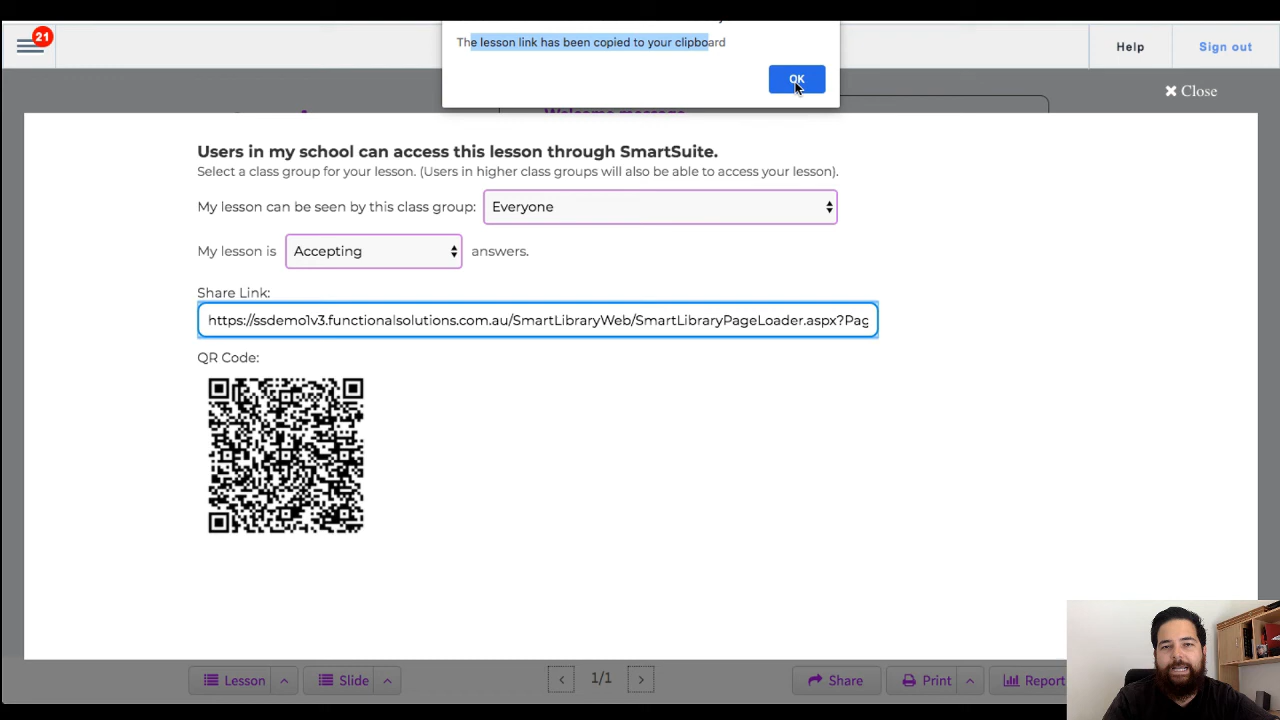 21
The lesson link has been copied to your clipboard
Help
Sign out
OK
Close
Welcome message
Users in my school can access this lesson through SmartSuite.
Select a class group for your lesson. (Users in higher class groups will also be able to access your lesson).
My lesson can be seen by this class group: Everyone
My lesson is Accepting answers.
Share Link:
https://ssdemo1v3.functionalsolutions.com.au/SmartLibraryWeb/SmartLibraryPageLoader.aspx?Pag
QR Code:
Lesson Slide < 1/1 > Share Print Report